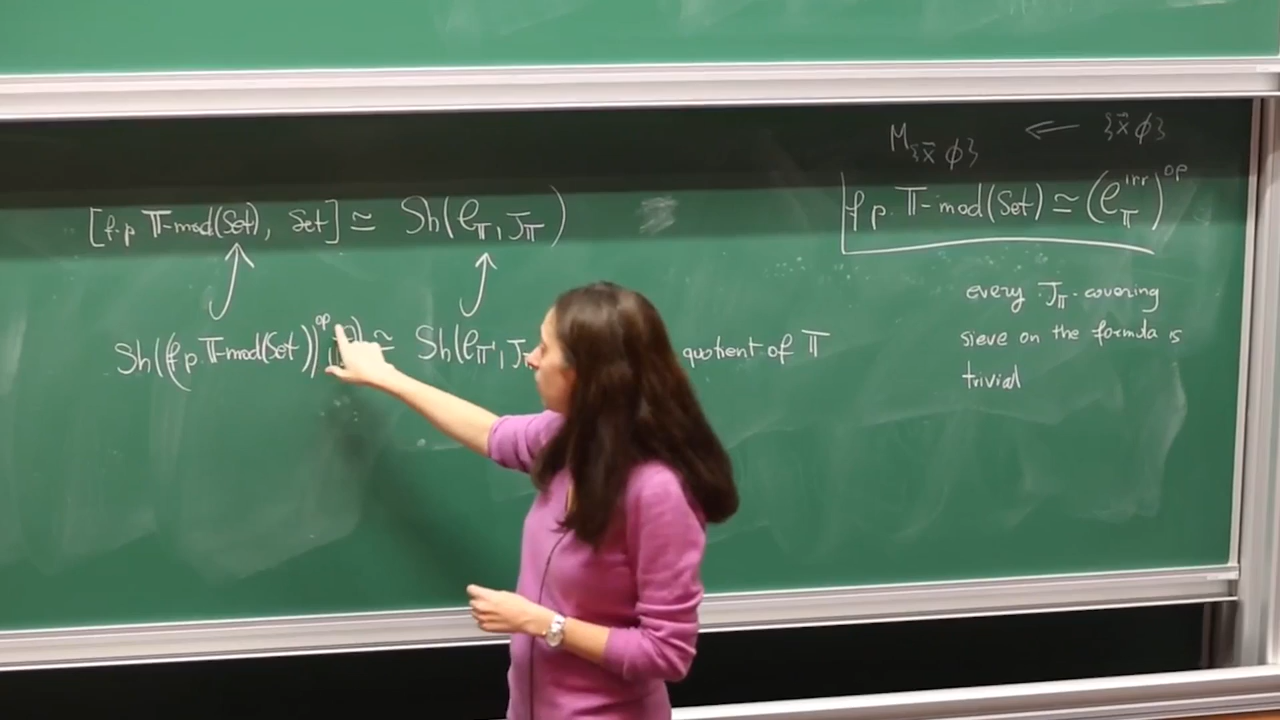 [f.p 𝕋-mod(Set), Set] ≃ Sh(𝒞_𝕋, J_𝕋)
Sh((f.p 𝕋-mod(Set))^op, ) ≃ Sh(𝒞_𝕋', J quotient of 𝕋
M_{x⃗ ϕ} ← {x⃗ ϕ}
f.p. 𝕋-mod(Set) ≃ (𝒞_𝕋^irr)^op
every J_𝕋-covering
sieve on the formula is
trivial